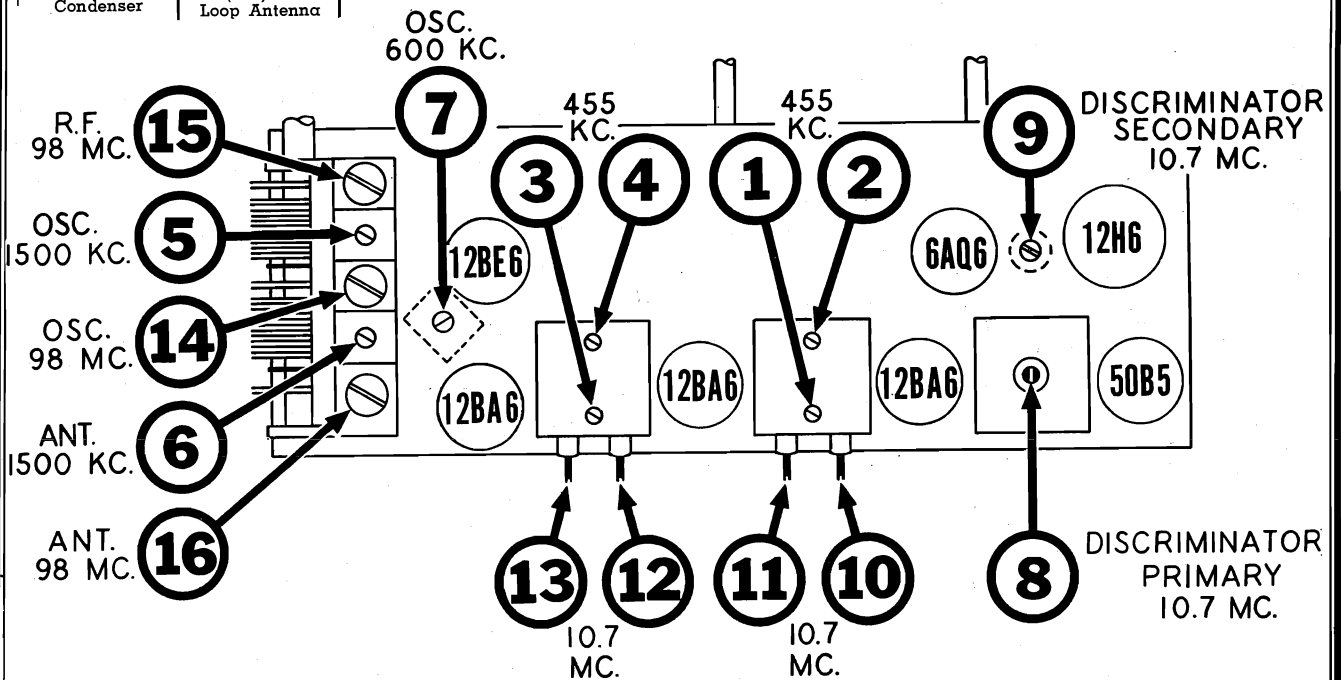 Condenser
Loop Antenna
OSC.
600 KC.
7
455
KC.
455
KC.
9
DISCRIMINATOR
SECONDARY
10.7 MC.
R.F.
98 MC.
15
3
4
1
2
OSC.
1500 KC.
5
12BE6
6AQ6
12H6
OSC.
98 MC.
14
12BA6
12BA6
12BA6
50B5
ANT.
1500 KC.
6
ANT.
98 MC.
16
13
12
11
10
8
DISCRIMINATOR
PRIMARY
10.7 MC.
10.7
MC.
10.7
MC.